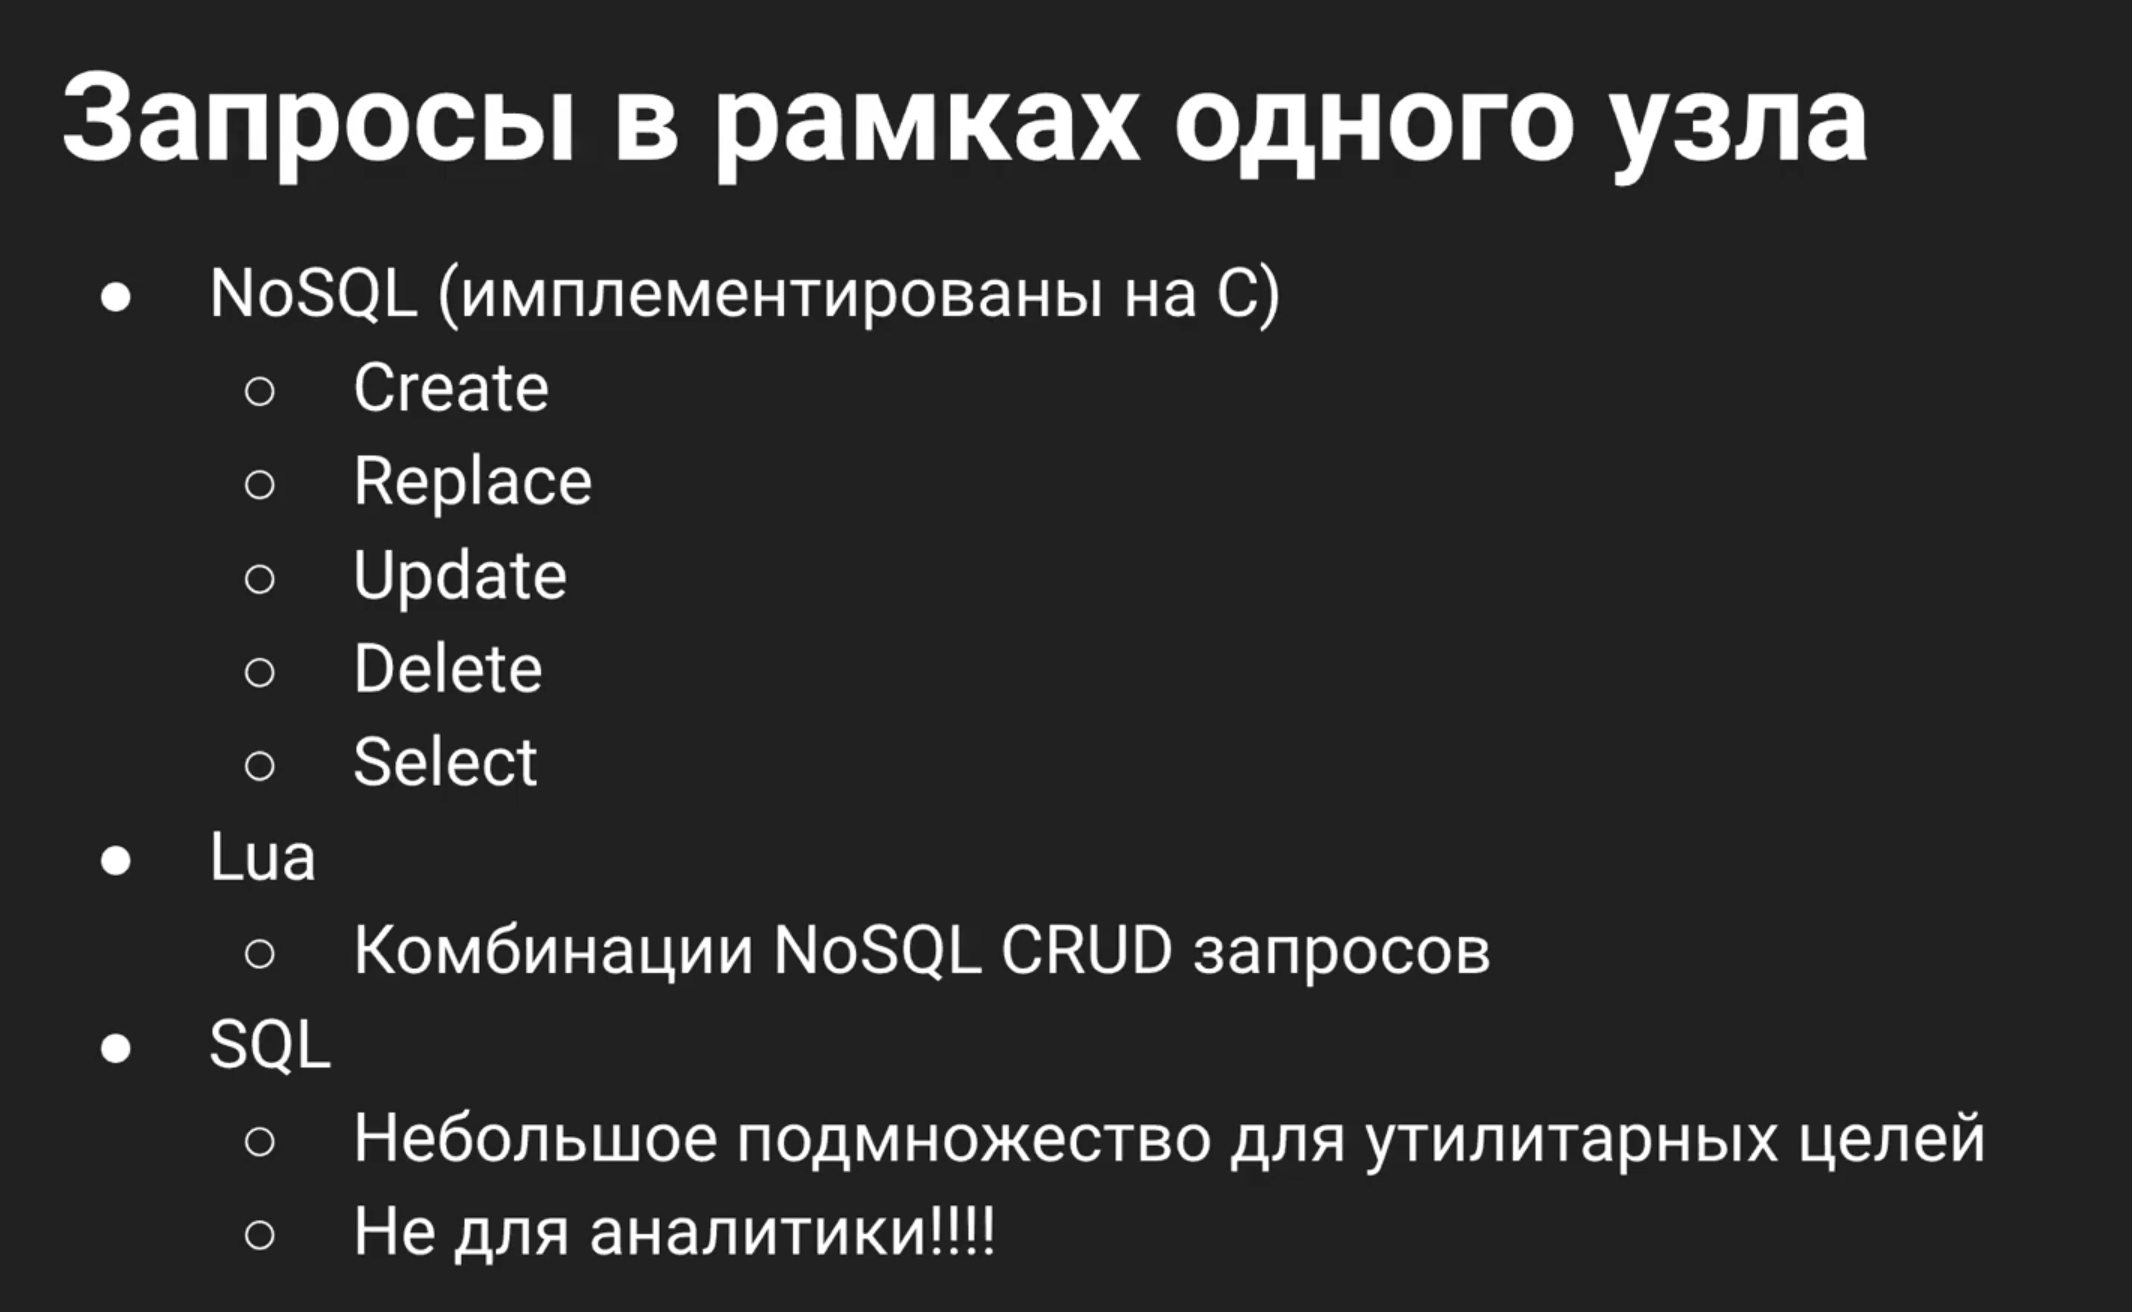 Запросы в рамках одного узла
● NoSQL (имплементированы на C)
○ Create
○ Replace
○ Update
○ Delete
○ Select
● Lua
○ Комбинации NoSQL CRUD запросов
● SQL
○ Небольшое подмножество для утилитарных целей
○ Не для аналитики!!!!